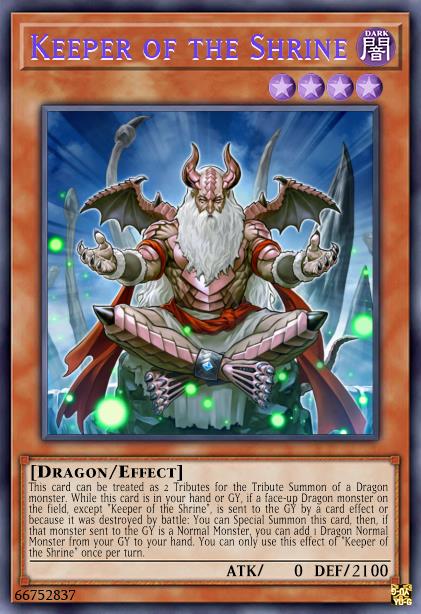 KEEPER OF THE SHRINE
DARK
闇
[DRAGON/EFFECT]
This card can be treated as 2 Tributes for the Tribute Summon of a Dragon
monster. While this card is in your hand or GY, if a face-up Dragon monster on
the field, except "Keeper of the Shrine", is sent to the GY by a card effect or
because it was destroyed by battle: You can Special Summon this card, then, if
that monster sent to the GY is a Normal Monster, you can add 1 Dragon Normal
Monster from your GY to your hand. You can only use this effect of "Keeper of
the Shrine" once per turn.
ATK/ 0 DEF/2100
66752837